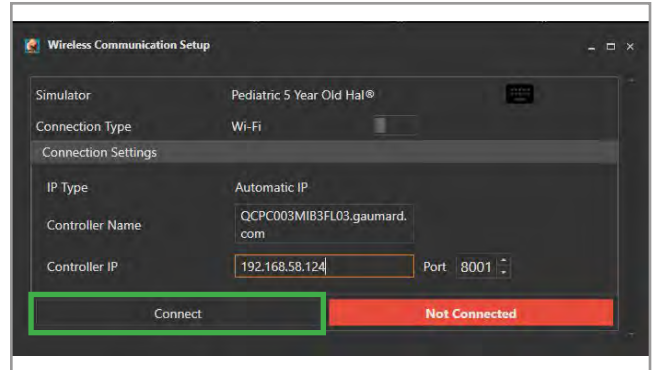 Wireless Communication Setup
Simulator Pediatric 5 Year Old Hal®
Connection Type Wi-Fi
Connection Settings
IP Type Automatic IP
Controller Name QCPC003MIB3FL03.gaumard.
com
Controller IP 192.168.58.124 Port 8001
Connect Not Connected